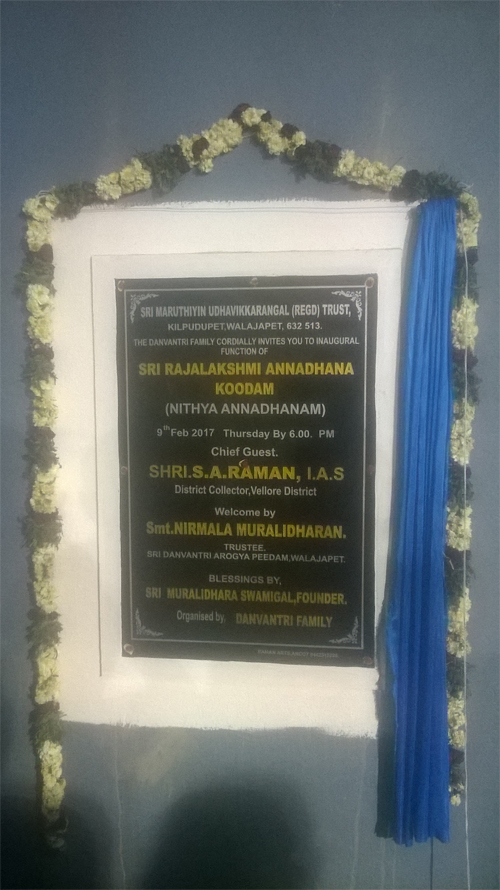 SRI MARUTHIYIN UDHAVIKKARANGAL (REGD) TRUST,
KILPUDUPET,WALAJAPET, 632 513.
THE DANVANTRI FAMILY CORDIALLY INVITES YOU TO INAUGURAL
FUNCTION OF
SRI RAJALAKSHMI ANNADHANA
KOODAM
(NITHYA ANNADHANAM)
9th Feb 2017 Thursday By 6.00. PM
Chief Guest.
SHRI.S.A.RAMAN, I.A.S
District Collector,Vellore District
Welcome by
Smt.NIRMALA MURALIDHARAN.
TRUSTEE.
SRI DANVANTRI AROGYA PEEDAM,WALAJAPET.
BLESSINGS BY,
SRI MURALIDHARA SWAMIGAL,FOUNDER.
Organised by, DANVANTRI FAMILY